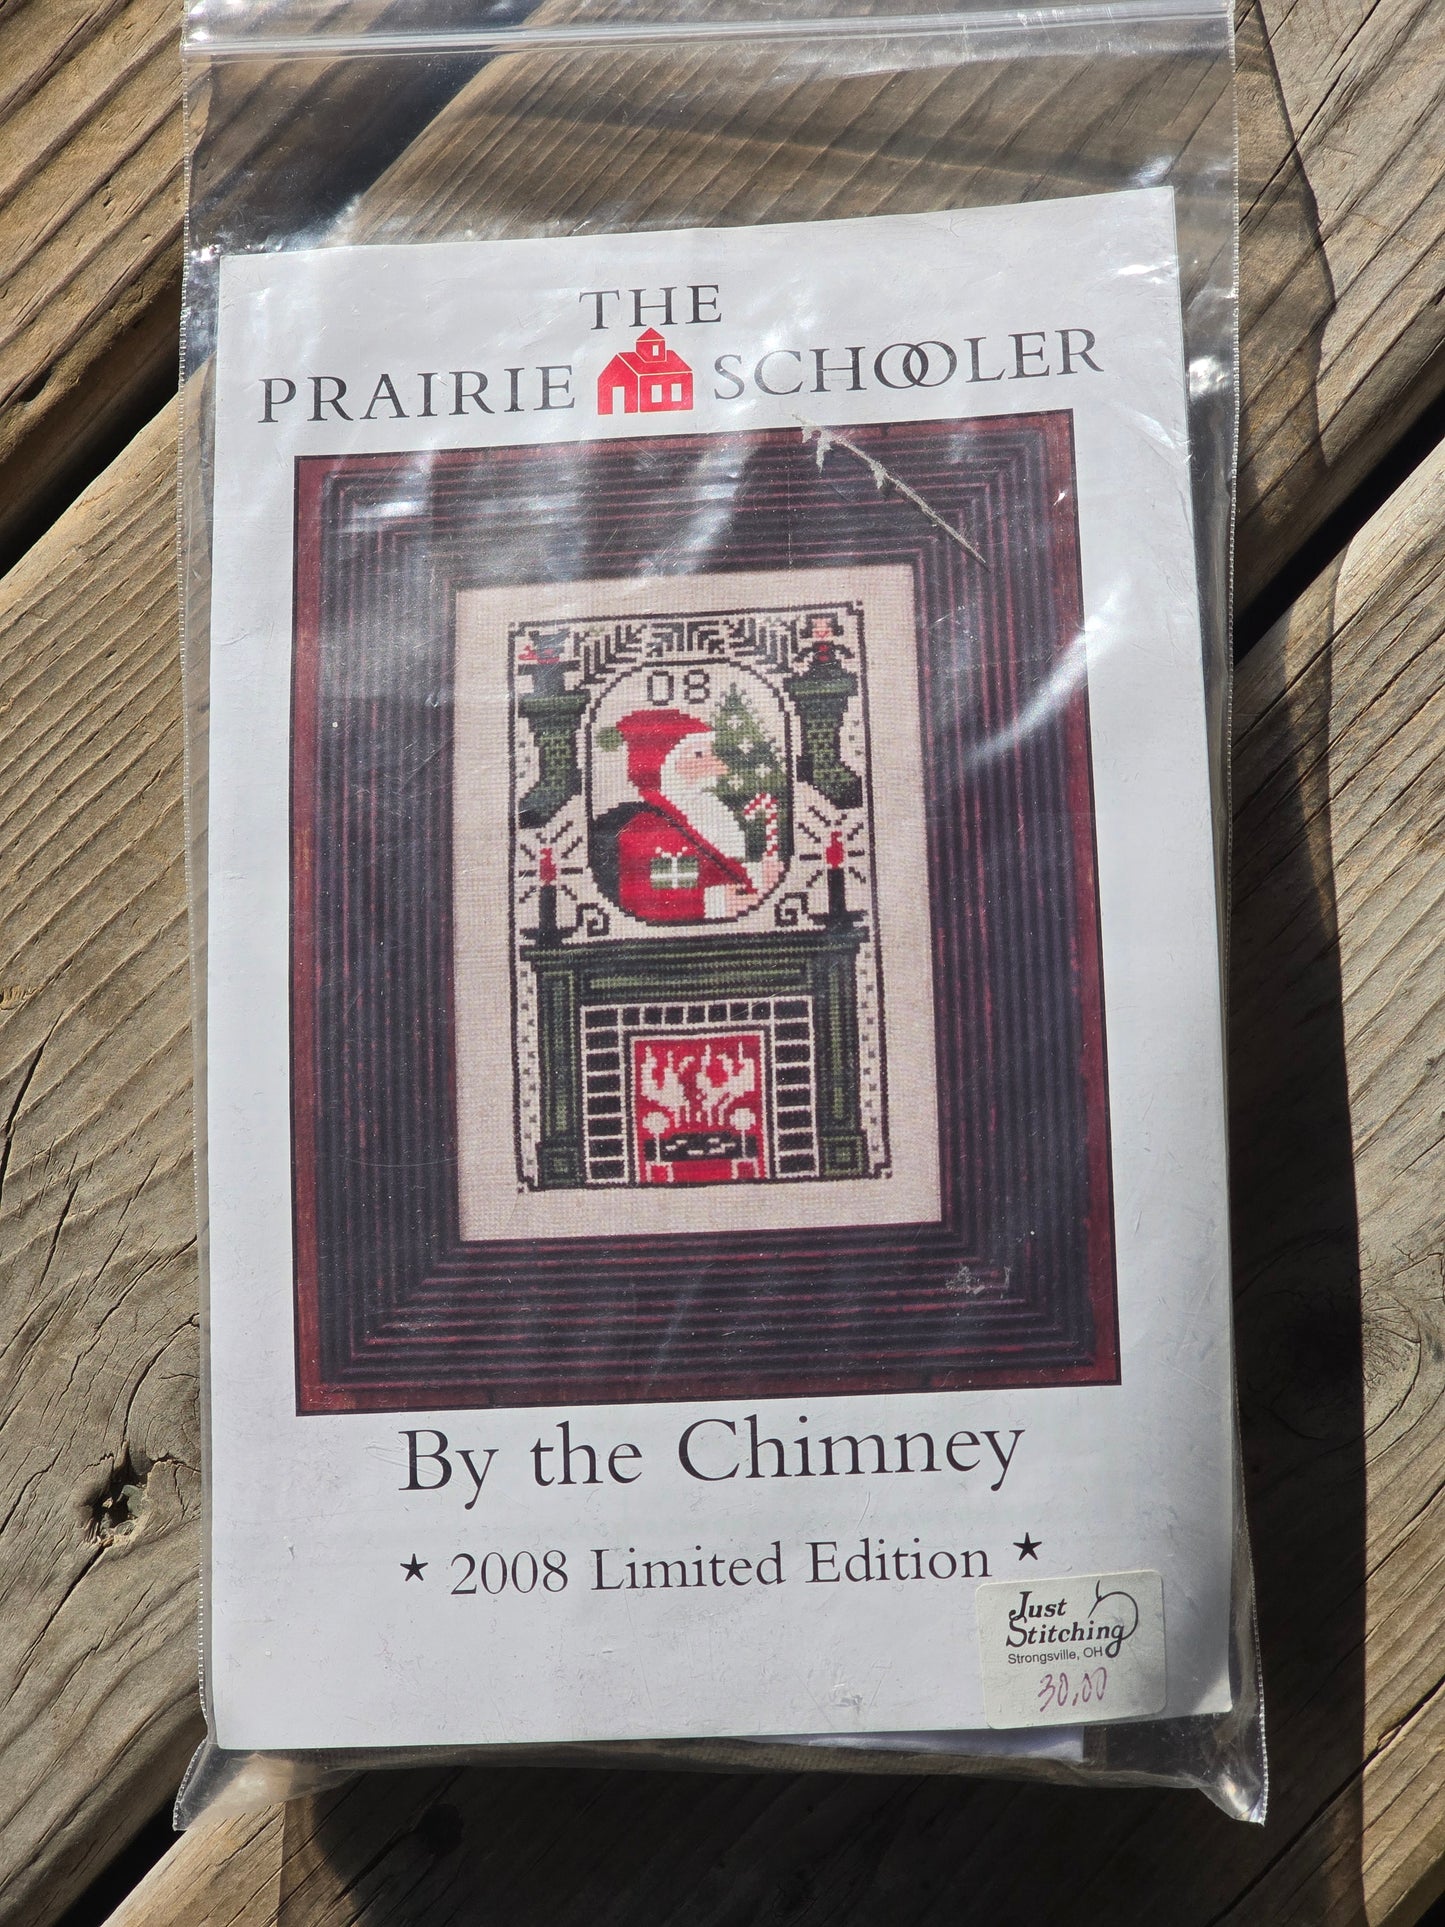 THE
PRAIRIE SCHOOLER
08
By the Chimney
★ 2008 Limited Edition ★
Just
Stitching
Strongsville, OH
30.00